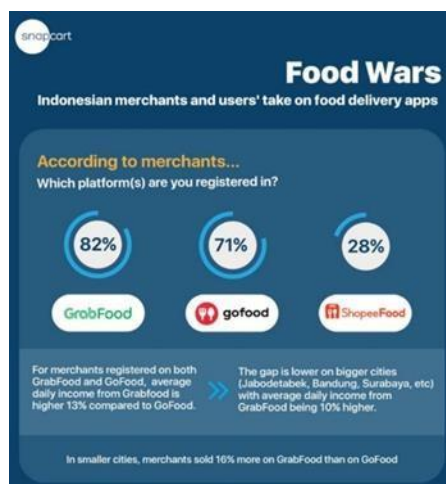 snapcart
Food Wars
Indonesian merchants and users' take on food delivery apps
According to merchants...
Which platform(s) are you registered in?
82%
71%
28%
GrabFood
gofood
ShopeeFood
For merchants registered on both
GrabFood and GoFood, average
daily income from Grabfood is
higher 13% compared to GoFood.
The gap is lower on bigger cities
(Jabodetabek, Bandung, Surabaya, etc)
with average daily income from
GrabFood being 10% higher.
In smaller cities, merchants sold 16% more on GrabFood than on GoFood